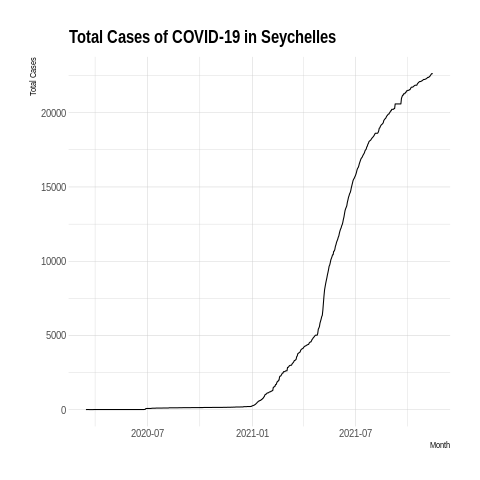 Total Cases of COVID-19 in Seychelles
Total Cases
20000
15000
10000
5000
0
2020-07 2021-01 2021-07
Month